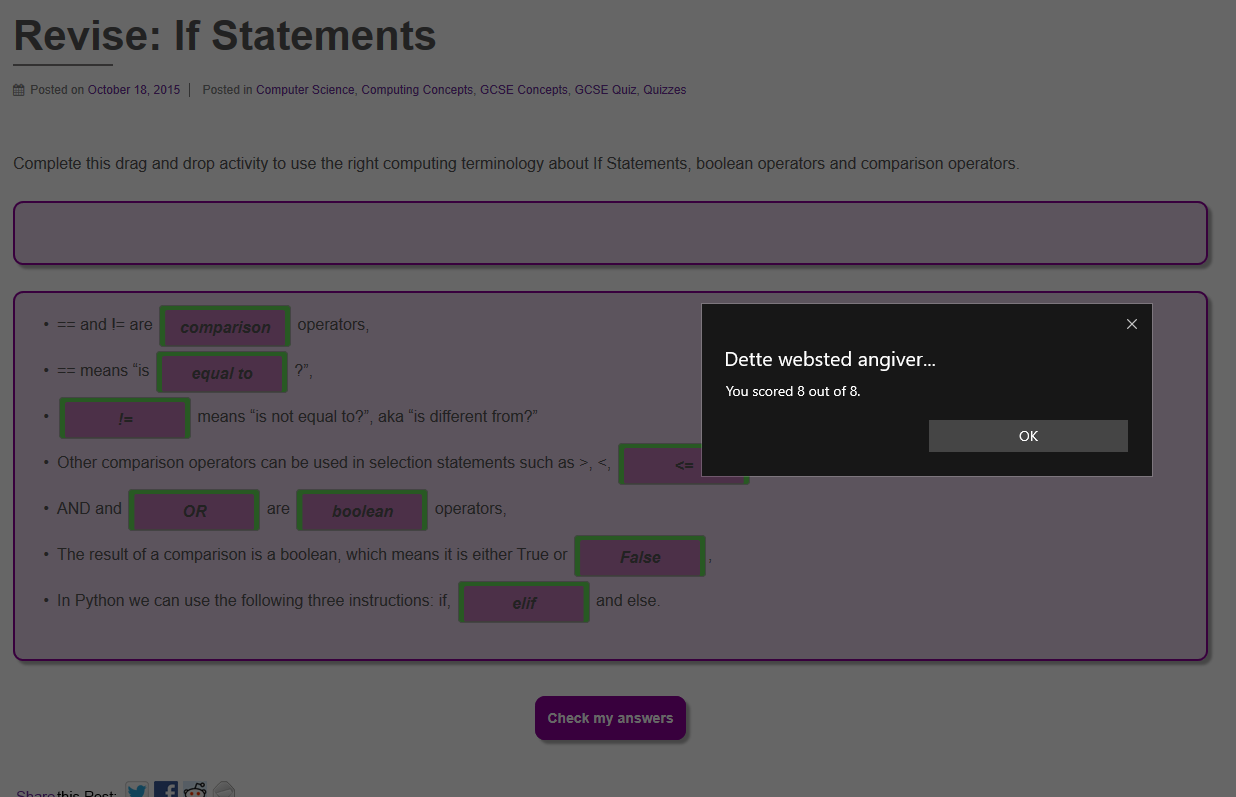 Revise: If Statements
Posted on October 18, 2015 | Posted in Computer Science, Computing Concepts, GCSE Concepts, GCSE Quiz, Quizzes
Complete this drag and drop activity to use the right computing terminology about If Statements, boolean operators and comparison operators.
• == and != are comparison operators,
• == means “is equal to ?”,
• != means “is not equal to?”, aka “is different from?”
• Other comparison operators can be used in selection statements such as >, <, <=
• AND and OR are boolean operators,
• The result of a comparison is a boolean, which means it is either True or False ,
• In Python we can use the following three instructions: if, elif and else.
Dette websted angiver...
You scored 8 out of 8.
OK
Check my answers
Share this Post: